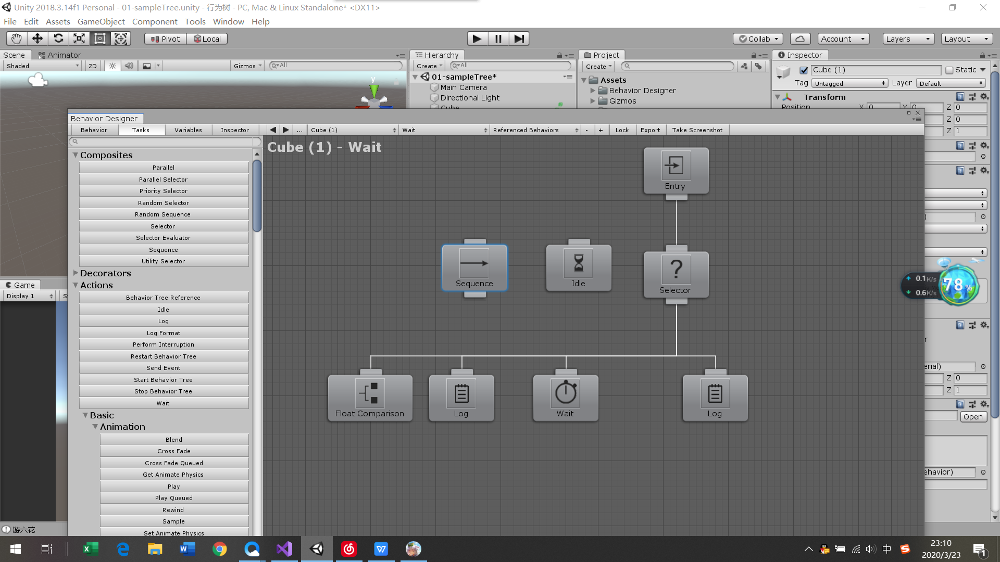 Unity 2018.3.14f1 Personal - 01-sampleTree.unity - 行为树 - PC, Mac & Linux Standalone* <DX11>
File Edit Assets GameObject Component Tools Window Help
Pivot Local Collab Account Layers Layout
Scene Animator Hierarchy Project Inspector
Shaded 2D Gizmos All Create All Create
Cube (1) Static
Tag Untagged Layer Default
01-sampleTree*
Main Camera
Directional Light
Cube
Assets
Behavior Designer
Gizmos
Transform
Position X 0 Y 0 Z 0
Z 0
Z 1
y
Behavior Designer
Behavior Tasks Variables Inspector
... Cube (1) Wait Referenced Behaviors - + Lock Export Take Screenshot
Cube (1) - Wait
Composites
Parallel
Parallel Selector
Priority Selector
Random Selector
Random Sequence
Selector
Selector Evaluator
Sequence
Utility Selector
Decorators
Actions
Behavior Tree Reference
Idle
Log
Log Format
Perform Interruption
Restart Behavior Tree
Send Event
Start Behavior Tree
Stop Behavior Tree
Wait
Basic
Animation
Blend
Cross Fade
Cross Fade Queued
Get Animate Physics
Play
Play Queued
Rewind
Sample
Set Animate Physics
Entry
Sequence
Idle
Selector
Float Comparison
Log
Wait
Log
Game
Display 1 S
0.1K/s
0.6K/s
78%
r
erial)
Z 0
Z 1
Open
ehavior)
游六花
中
23:10
2020/3/23
1